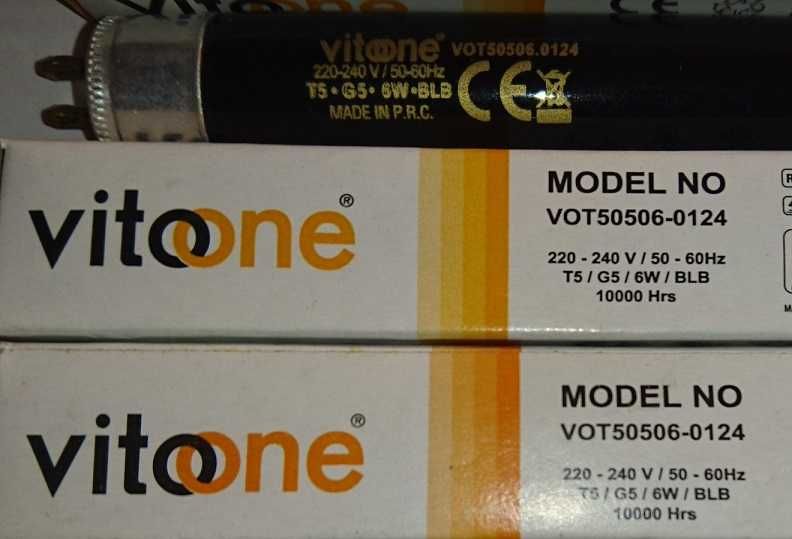 vitoone VOT50506.0124
220-240 V / 50-60Hz
T5 • G5 • 6W • BLB
MADE IN P.R.C.
CE
vitoone®
MODEL NO
VOT50506-0124
220 - 240 V / 50 - 60Hz
T5 / G5 / 6W / BLB
10000 Hrs
vitoone®
MODEL NO
VOT50506-0124
220 - 240 V / 50 - 60Hz
T5 / G5 / 6W / BLB
10000 Hrs